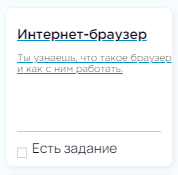 Интернет-браузер
Ты узнаешь, что такое браузер
и как с ним работать.
Есть задание